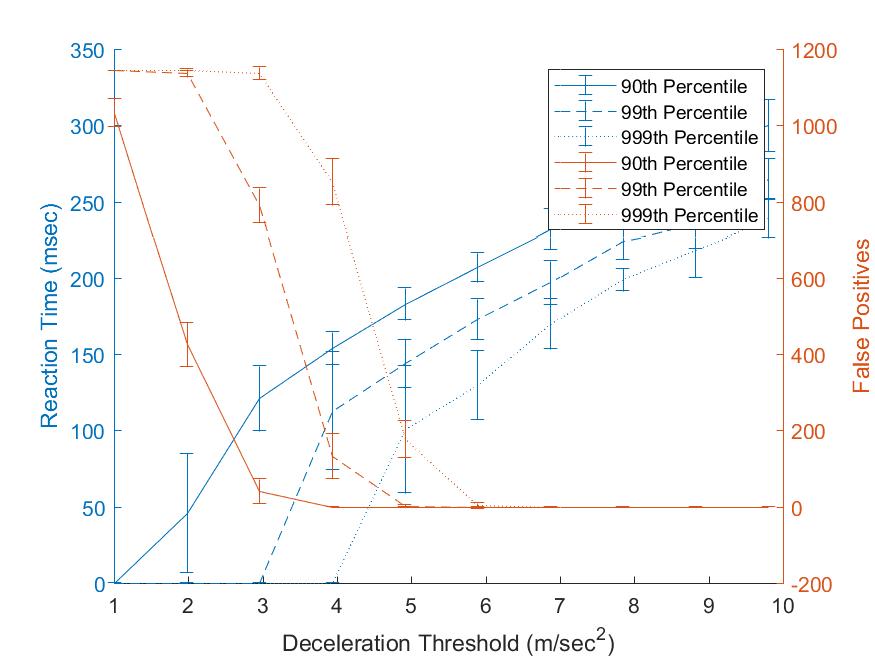 350
300
250
200
150
100
50
0
Reaction Time (msec)
1200
1000
800
600
400
200
0
-200
False Positives
90th Percentile
99th Percentile
999th Percentile
90th Percentile
99th Percentile
999th Percentile
1 2 3 4 5 6 7 8 9 10
Deceleration Threshold (m/sec²)